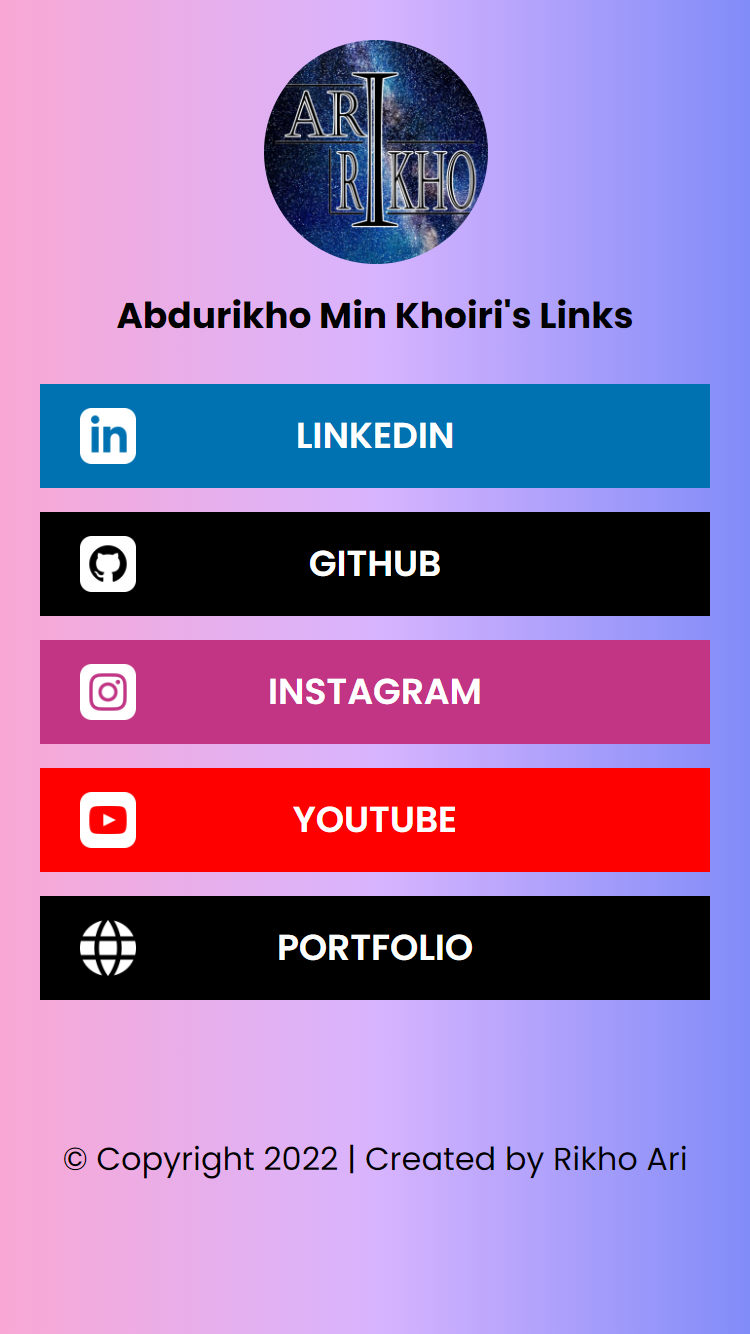 ARI
RIKHO
Abdurikho Min Khoiri's Links
in
LINKEDIN
GITHUB
INSTAGRAM
YOUTUBE
PORTFOLIO
© Copyright 2022 | Created by Rikho Ari